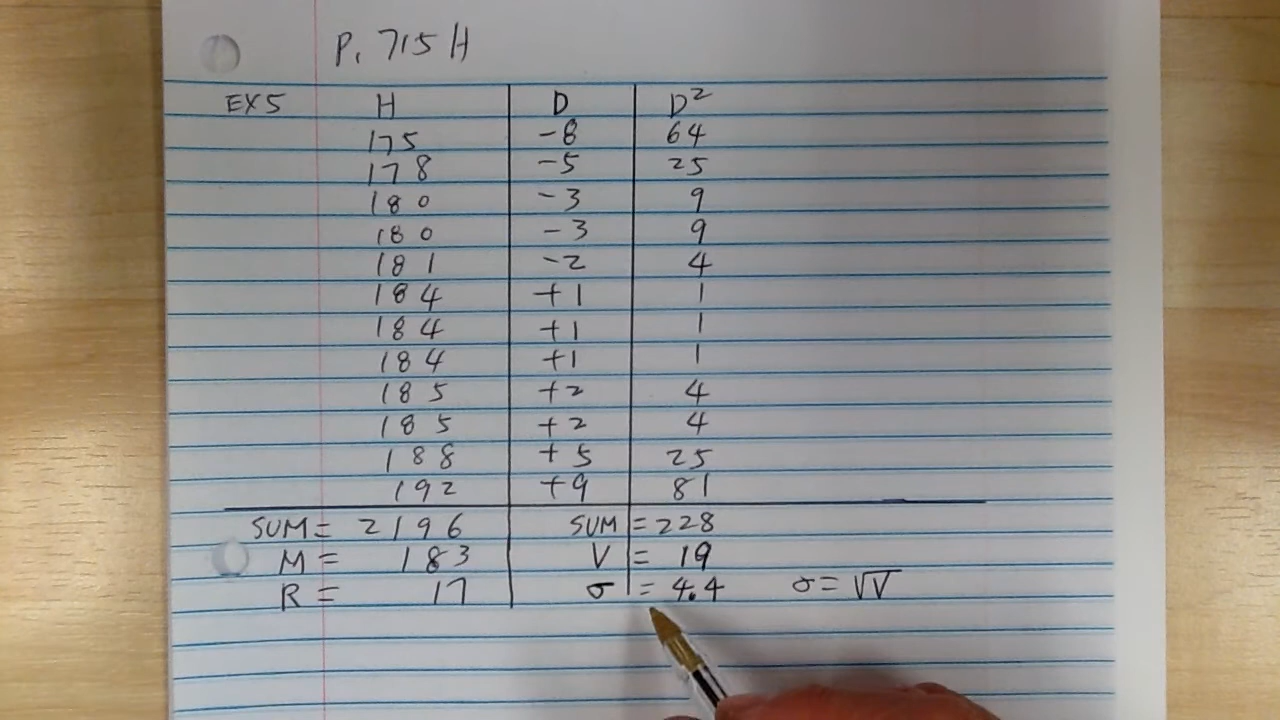 P. 715 H
EX5 H D D²
175 -8 64
178 -5 25
180 -3 9
180 -3 9
181 -2 4
184 +1 1
184 +1 1
184 +1 1
185 +2 4
185 +2 4
188 +5 25
192 +9 81
SUM = 2196 SUM = 228
M = 183 V = 19
R = 17 σ = 4.4 σ = √V